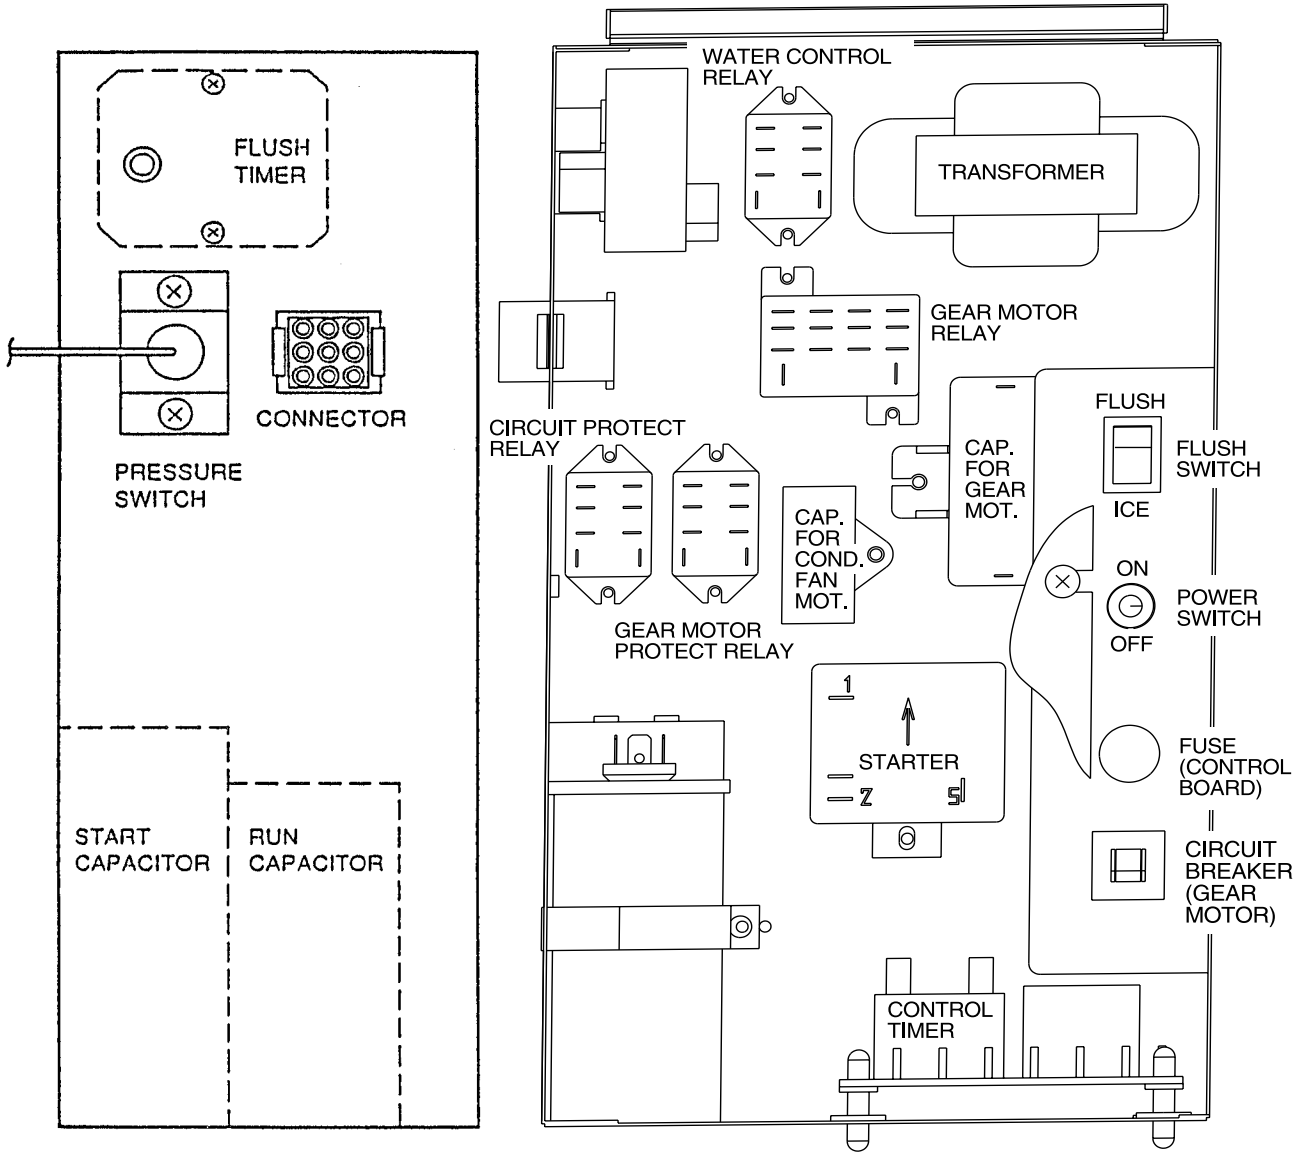 FLUSH
TIMER
CONNECTOR
PRESSURE
SWITCH
START
CAPACITOR
RUN
CAPACITOR
WATER CONTROL
RELAY
TRANSFORMER
GEAR MOTOR
RELAY
CIRCUIT PROTECT
RELAY
CAP.
FOR
GEAR
MOT.
FLUSH
FLUSH
SWITCH
ICE
CAP.
FOR
COND.
FAN
MOT.
ON
POWER
SWITCH
OFF
GEAR MOTOR
PROTECT RELAY
1
STARTER
2
5
FUSE
(CONTROL
BOARD)
CIRCUIT
BREAKER
(GEAR
MOTOR)
CONTROL
TIMER